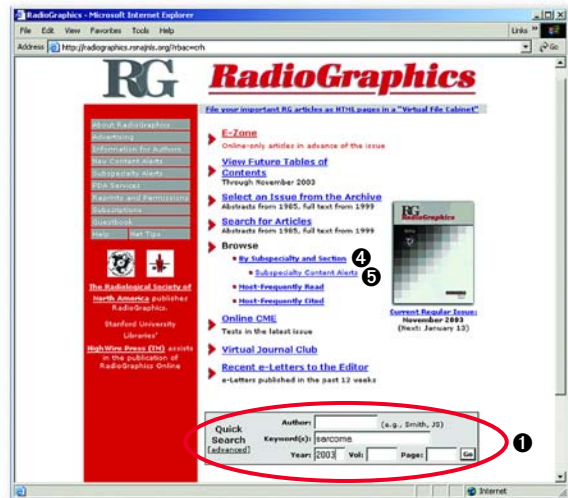 RadioGraphics - Microsoft Internet Explorer
File Edit View Favorites Tools Help
Links »
Address http://radiographics.rsnajnls.org/?rbac=crh
Go
RG RadioGraphics
File your important RG articles as HTML pages in a "Virtual File Cabinet"
About RadioGraphics
Advertising
Information for Authors
New Content Alerts
Subspecialty Alerts
PDA Services
Reprints and Permissions
Subscriptions
Guestbook
Help Net Tips
The Radiological Society of
North America publishes
RadioGraphics.
Stanford University
Libraries'
HighWire Press (TM) assists
in the publication of
RadioGraphics Online
E-Zone
Online-only articles in advance of the issue
View Future Tables of
Contents
Through November 2003
Select an Issue from the Archive
Abstracts from 1985, full text from 1999
Search for Articles
Abstracts from 1985, full text from 1999
Browse
By Subspecialty and Section ❹
Subspecialty Content Alerts ❺
Most-Frequently Read
Most-Frequently Cited
Online CME
Tests in the latest issue
Virtual Journal Club
Recent e-Letters to the Editor
e-Letters published in the past 12 weeks
RG
RadioGraphics
Current Regular Issue:
November 2003
(Next: January 13)
Quick
Search
[advanced]
Author: (e.g., Smith, JS)
Keyword(s): sarcoma
Year: 2003 Vol: Page: Go
❶
Internet